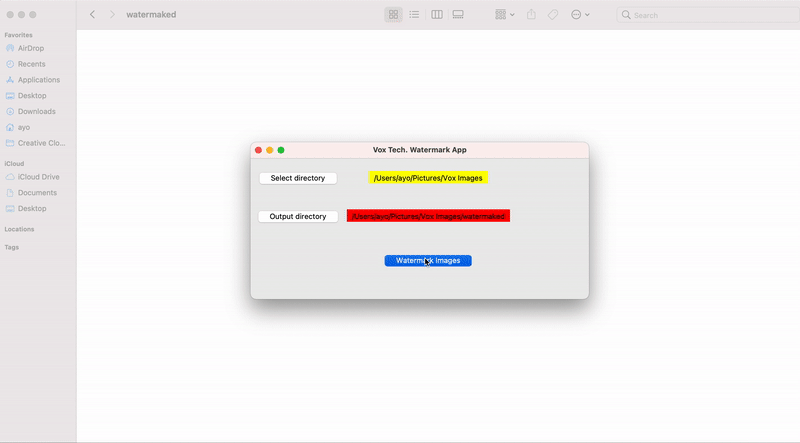 watermaked
Search
Favorites
AirDrop
Recents
Applications
Desktop
Downloads
ayo
Creative Clo...
iCloud
iCloud Drive
Documents
Desktop
Locations
Tags
Vox Tech. Watermark App
Select directory
/Users/ayo/Pictures/Vox Images
Output directory
/Users/ayo/Pictures/Vox Images/watermaked
Watermark Images